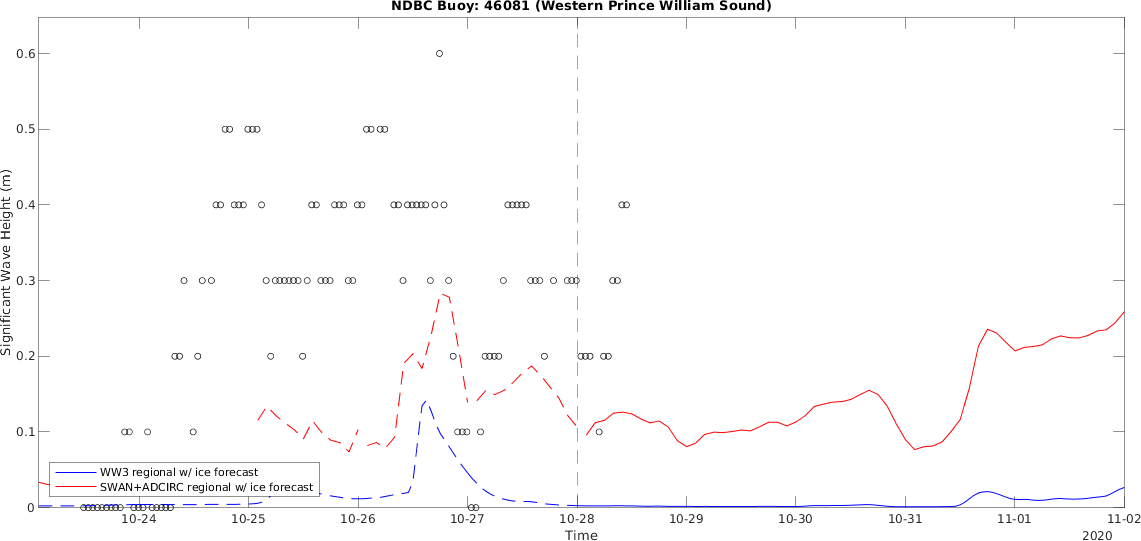 NDBC Buoy: 46081 (Western Prince William Sound)
Significant Wave Height (m)
0.6
0.5
0.4
0.3
0.2
0.1
0
WW3 regional w/ ice forecast
SWAN+ADCIRC regional w/ ice forecast
10-24 10-25 10-26 10-27 10-28 10-29 10-30 10-31 11-01 11-02
Time
2020